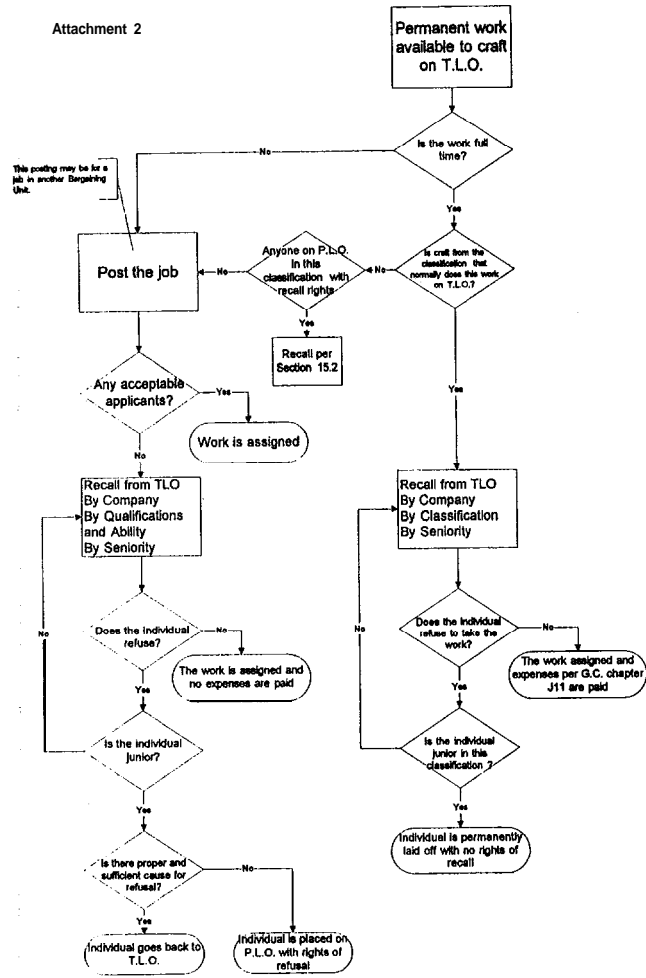 Attachment 2
Permanent work
available to craft
on T.L.O.
Is the work full
time?
No
This posting may be for a
job in another Bargaining
Unit.
Yes
Post the job
Anyone on P.L.O.
in this
classification with
recall rights
Is craft from the
classification that
normally does this work
on T.L.O.?
No
No
Yes
Recall per
Section 15.2
Yes
Any acceptable
applicants?
Yes
Work is assigned
No
Recall from TLO
By Company
By Qualifications
and Ability
By Seniority
Recall from TLO
By Company
By Classification
By Seniority
No
No
Does the individual
refuse?
No
The work is assigned and
no expenses are paid
Does the individual
refuse to take the
work?
No
The work assigned and
expenses per G.C. chapter
J11 are paid
Yes
Yes
Is the individual
junior?
Is the individual
junior in this
classification ?
Yes
Yes
Individual is permanently
laid off with no rights of
recall
Is there proper and
sufficient cause for
refusal?
No
Yes
Individual goes back to
T.L.O.
Individual is placed on
P.L.O. with rights of
refusal